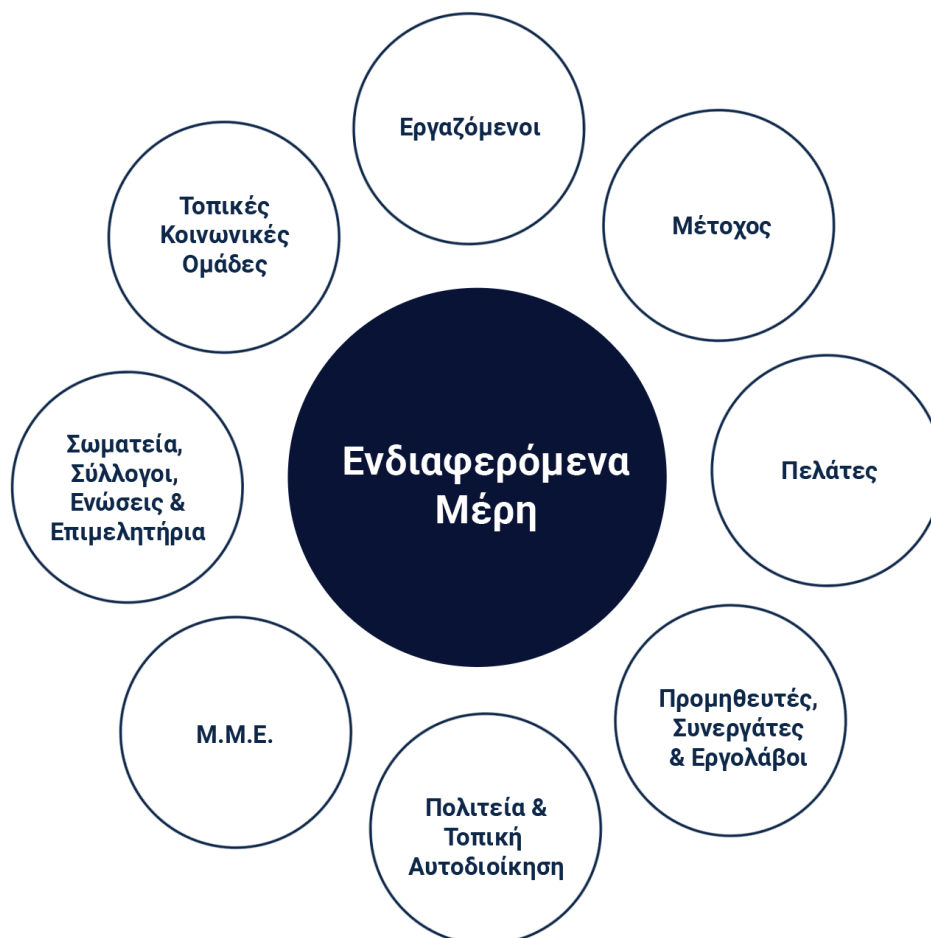 Εργαζόμενοι
Μέτοχος
Τοπικές
Κοινωνικές
Ομάδες
Ενδιαφερόμενα
Μέρη
Πελάτες
Σωματεία,
Σύλλογοι,
Ενώσεις &
Επιμελητήρια
Προμηθευτές,
Συνεργάτες
& Εργολάβοι
Μ.Μ.Ε.
Πολιτεία &
Τοπική
Αυτοδιοίκηση